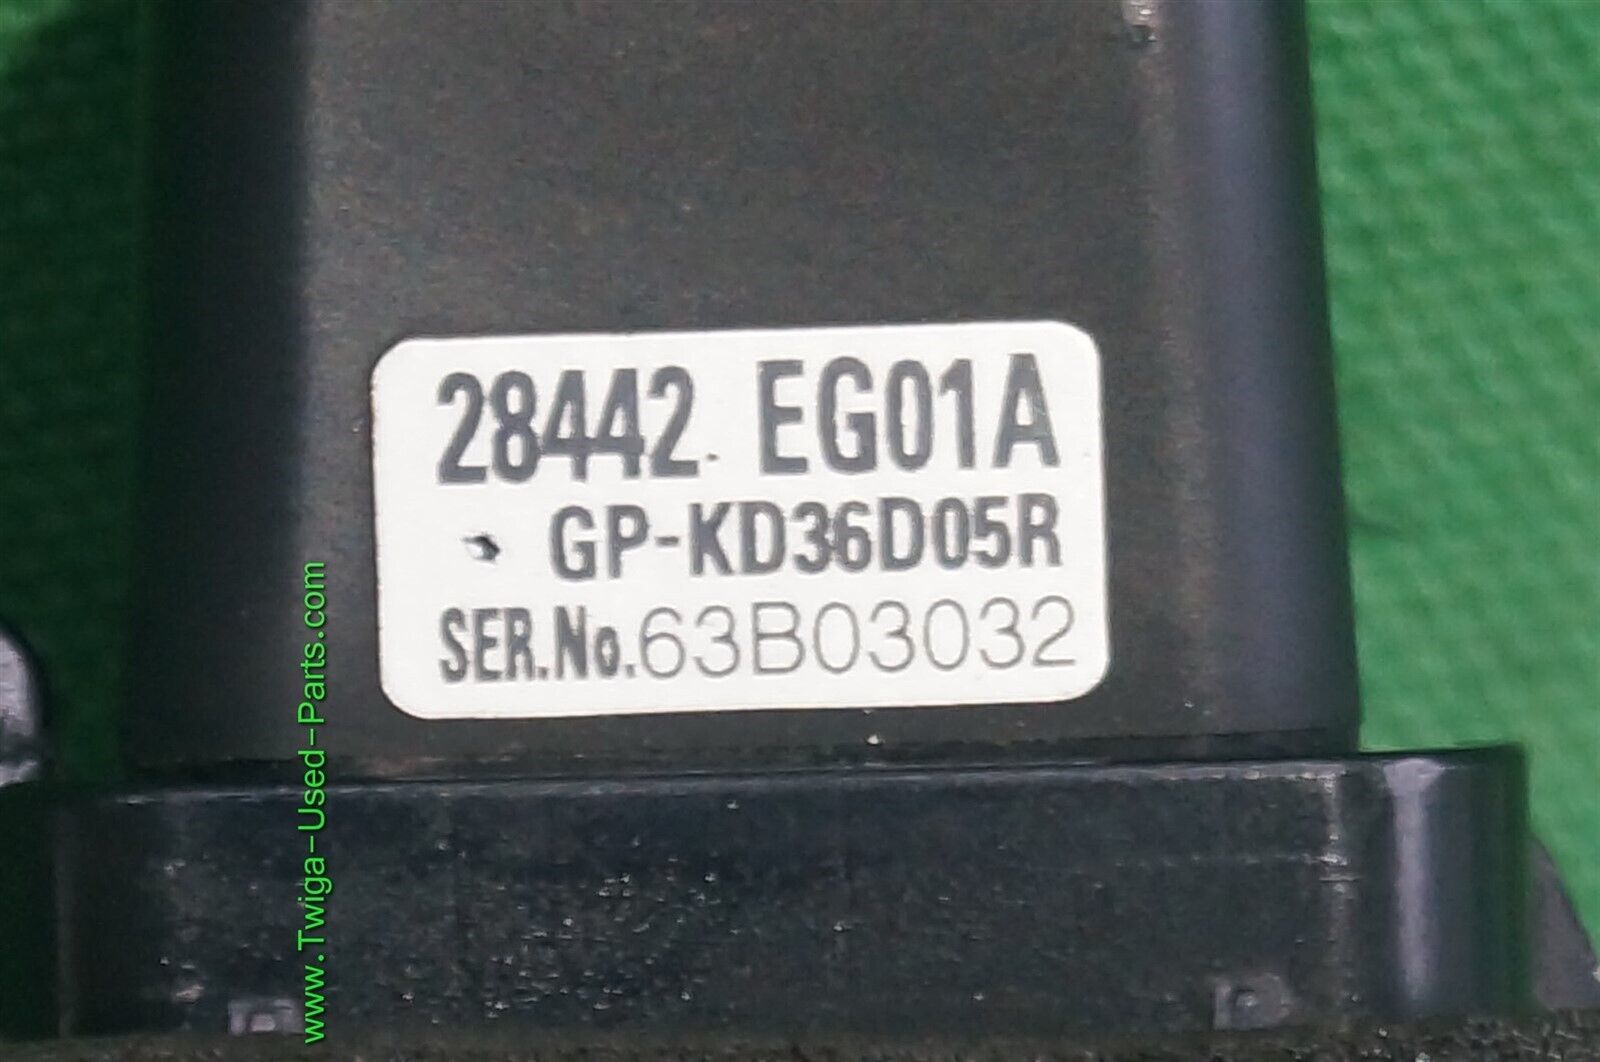 28442 EG01A
GP-KD36D05R
SER.No.63B03032
www.Twiga-Used-Parts.com